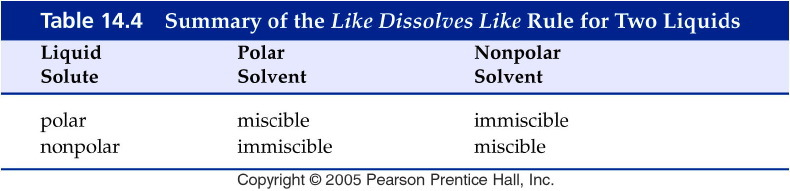 Table 14.4 Summary of the Like Dissolves Like Rule for Two Liquids
Liquid Polar Nonpolar
Solute Solvent Solvent
polar miscible immiscible
nonpolar immiscible miscible
Copyright © 2005 Pearson Prentice Hall, Inc.